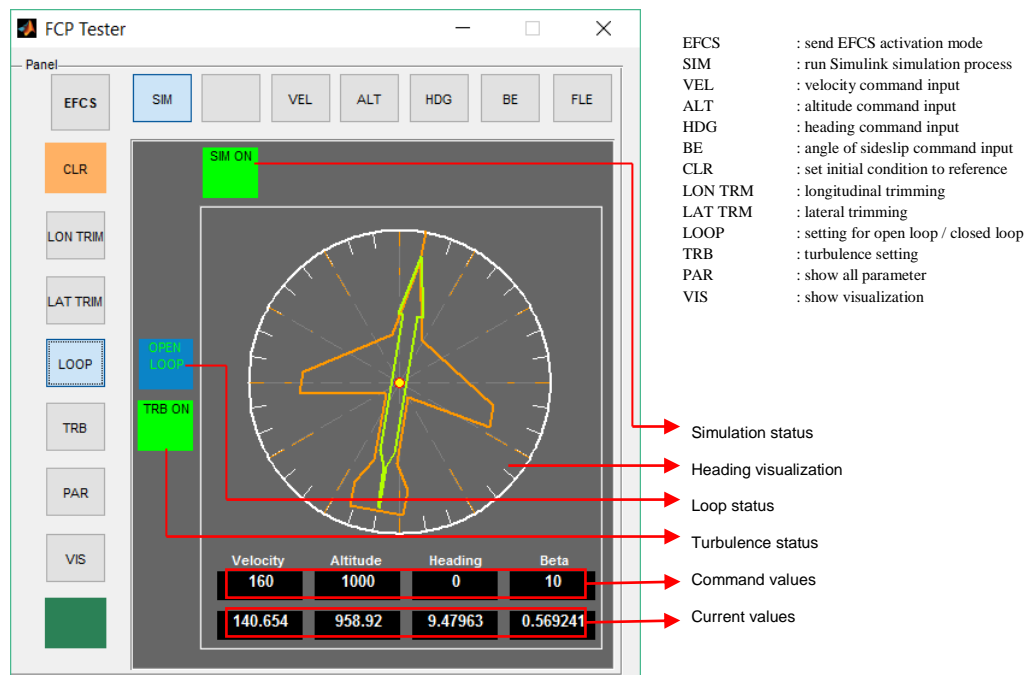 FCP Tester
Panel
EFCS
SIM
VEL
ALT
HDG
BE
FLE
CLR
LON TRIM
LAT TRIM
LOOP
TRB
PAR
VIS
SIM ON
OPEN
LOOP
TRB ON
Velocity Altitude Heading Beta
160 1000 0 10
140.654 958.92 9.47963 0.569241
EFCS : send EFCS activation mode
SIM : run Simulink simulation process
VEL : velocity command input
ALT : altitude command input
HDG : heading command input
BE : angle of sideslip command input
CLR : set initial condition to reference
LON TRM : longitudinal trimming
LAT TRM : lateral trimming
LOOP : setting for open loop / closed loop
TRB : turbulence setting
PAR : show all parameter
VIS : show visualization
Simulation status
Heading visualization
Loop status
Turbulence status
Command values
Current values